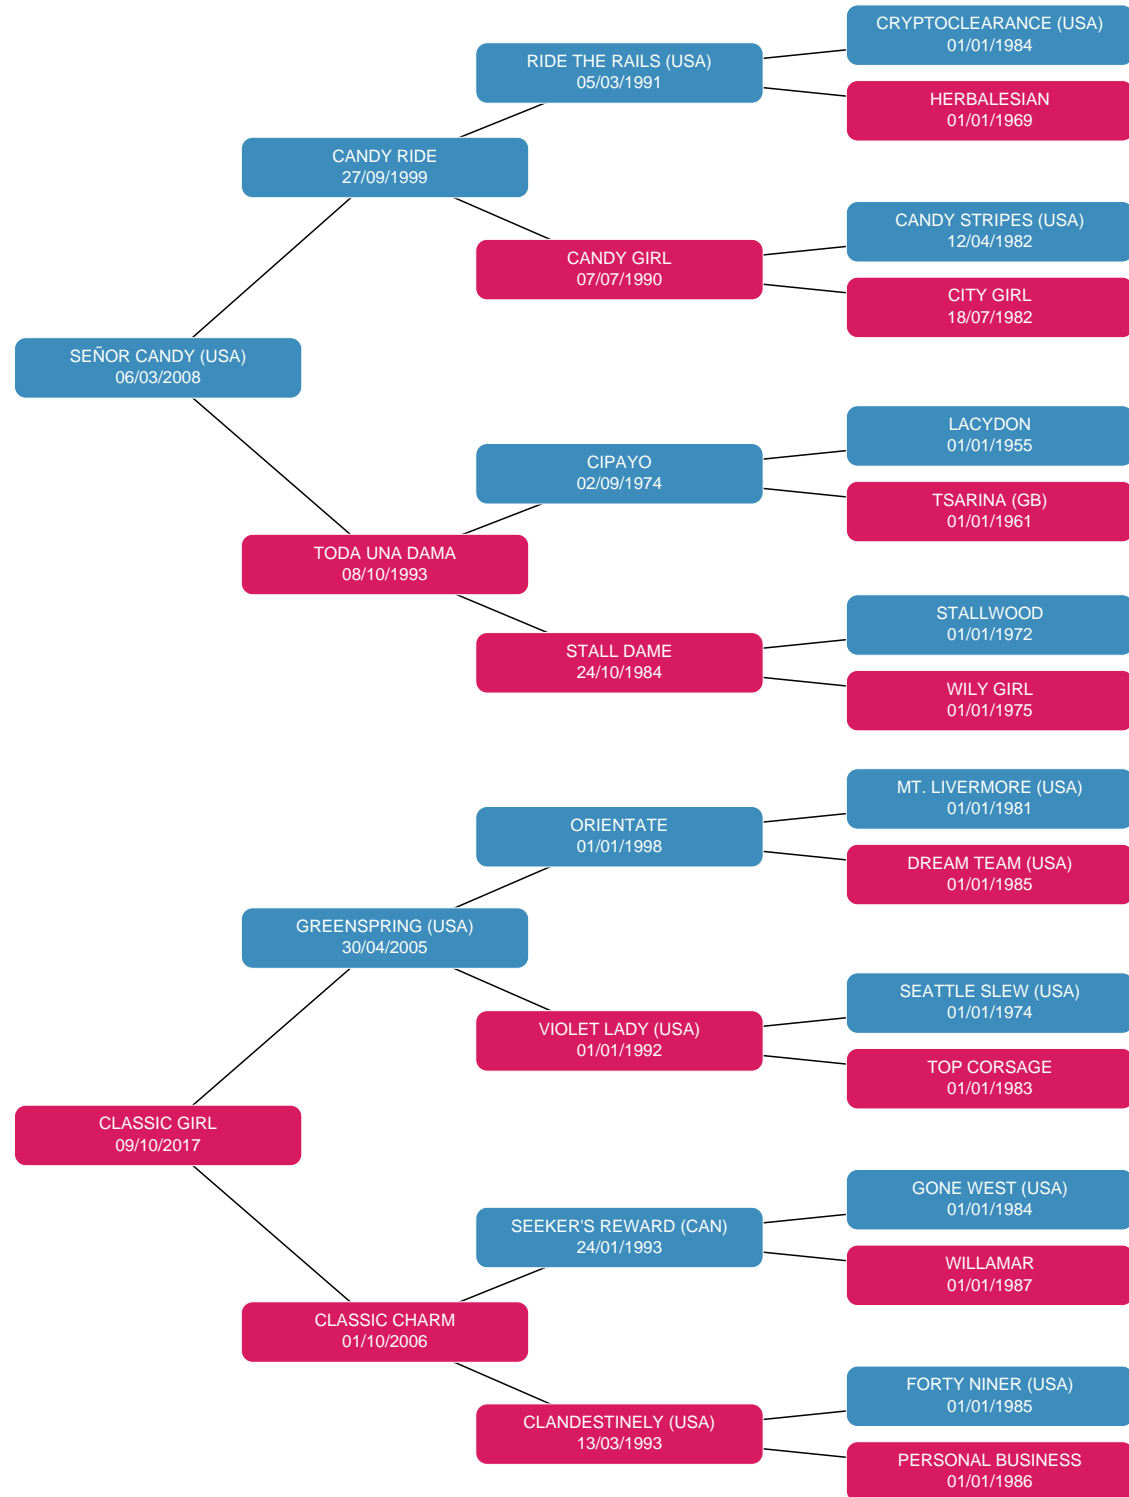 CRYPTOCLEARANCE (USA)
01/01/1984
RIDE THE RAILS (USA)
05/03/1991
HERBALESIAN
01/01/1969
CANDY RIDE
27/09/1999
CANDY STRIPES (USA)
12/04/1982
CANDY GIRL
07/07/1990
CITY GIRL
18/07/1982
SEÑOR CANDY (USA)
06/03/2008
LACYDON
01/01/1955
CIPAYO
02/09/1974
TSARINA (GB)
01/01/1961
TODA UNA DAMA
08/10/1993
STALLWOOD
01/01/1972
STALL DAME
24/10/1984
WILY GIRL
01/01/1975
MT. LIVERMORE (USA)
01/01/1981
ORIENTATE
01/01/1998
DREAM TEAM (USA)
01/01/1985
GREENSPRING (USA)
30/04/2005
SEATTLE SLEW (USA)
01/01/1974
VIOLET LADY (USA)
01/01/1992
TOP CORSAGE
01/01/1983
CLASSIC GIRL
09/10/2017
GONE WEST (USA)
01/01/1984
SEEKER'S REWARD (CAN)
24/01/1993
WILLAMAR
01/01/1987
CLASSIC CHARM
01/10/2006
FORTY NINER (USA)
01/01/1985
CLANDESTINELY (USA)
13/03/1993
PERSONAL BUSINESS
01/01/1986